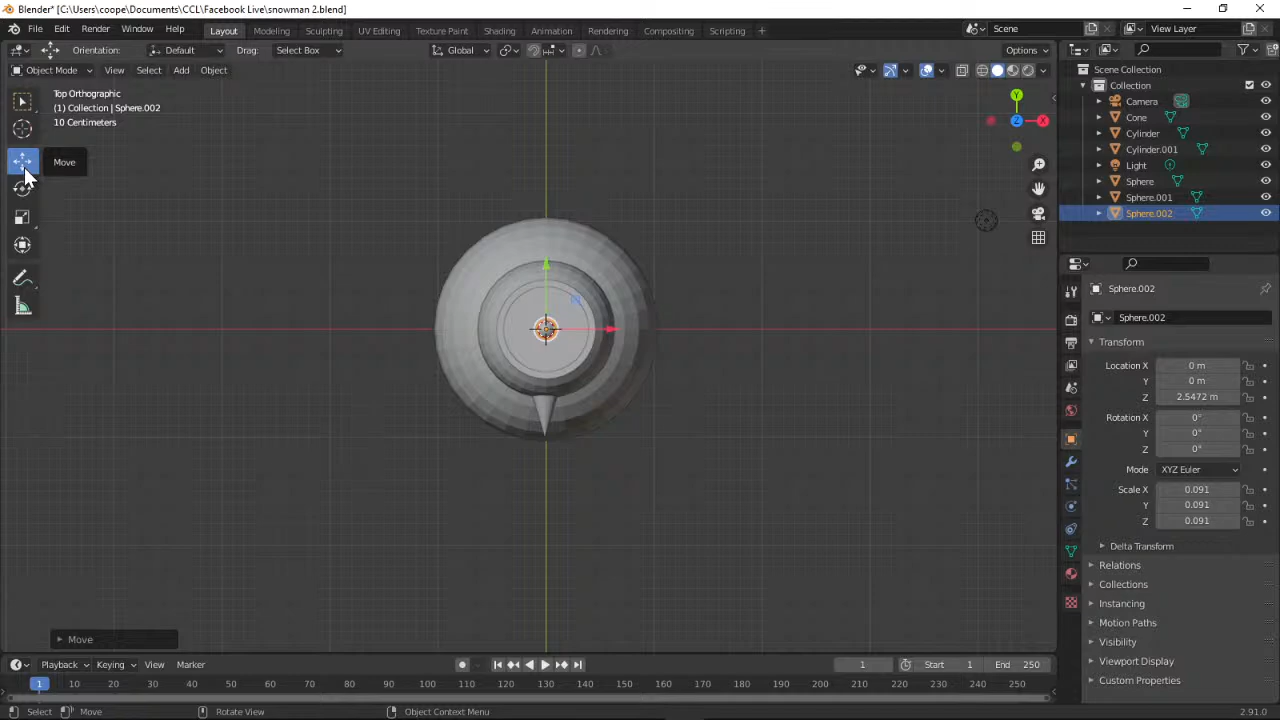 Blender* [C:\Users\coope\Documents\CCL\Facebook Live\snowman 2.blend]
File Edit Render Window Help Layout Modeling Sculpting UV Editing Texture Paint Shading Animation Rendering Compositing Scripting + Scene View Layer
Orientation: Default Drag: Select Box Global Options
Object Mode View Select Add Object
Scene Collection
Collection
Camera
Cone
Cylinder
Cylinder.001
Light
Sphere
Sphere.001
Sphere.002
Top Orthographic
(1) Collection | Sphere.002
10 Centimeters
Move
Y
Z X
Sphere.002
Sphere.002
Transform
Location X 0 m
Y 0 m
Z 2.5472 m
Rotation X 0°
Y 0°
Z 0°
Mode XYZ Euler
Scale X 0.091
Y 0.091
Z 0.091
Delta Transform
Relations
Collections
Instancing
Motion Paths
Visibility
Viewport Display
Custom Properties
Move
Playback Keying View Marker 1 Start 1 End 250
1 10 20 30 40 50 60 70 80 90 100 110 120 130 140 150 160 170 180 190 200 210 220 230 240 250
Select Move Rotate View Object Context Menu 2.91.0